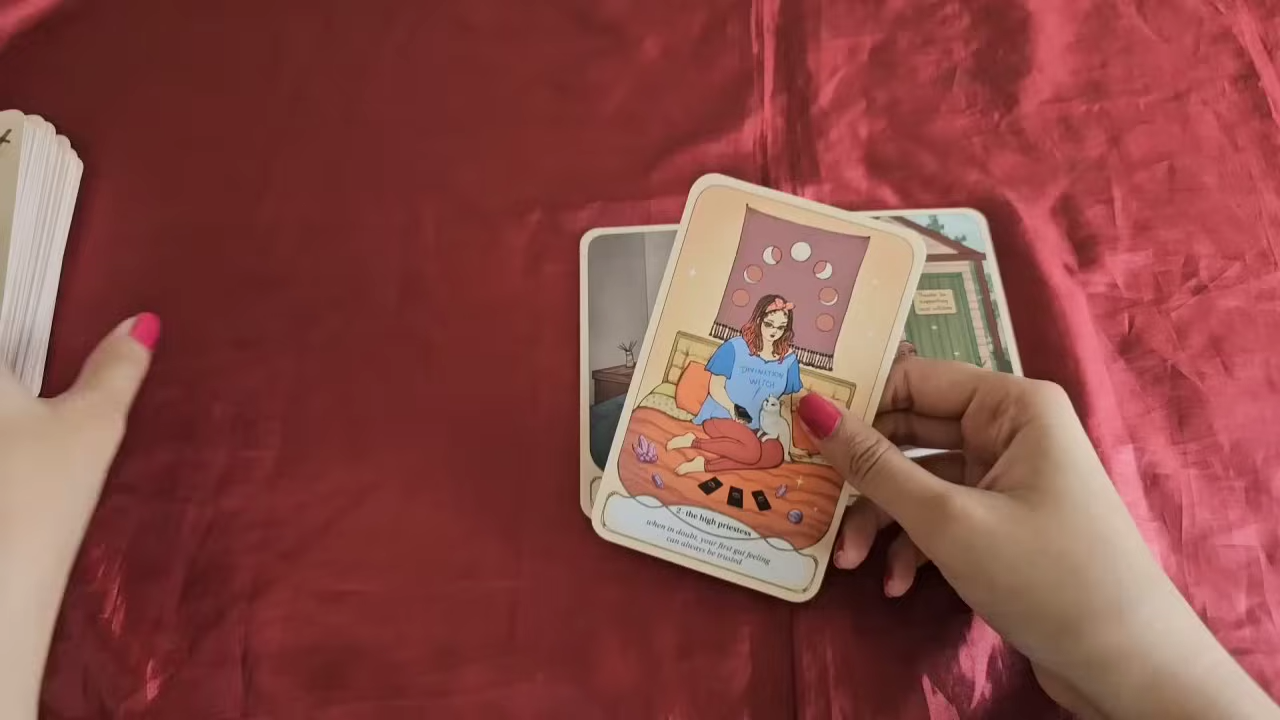 DIVINATION
WITCH
2 - the high priestess
when in doubt, your first gut feeling
can always be trusted